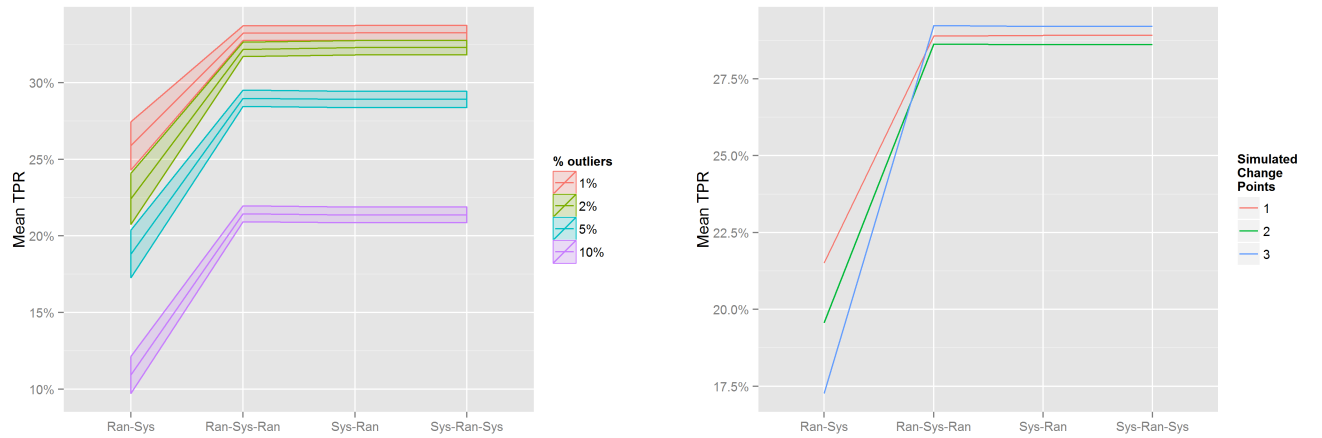 Mean TPR
30%
25%
20%
15%
10%
Ran-Sys
Ran-Sys-Ran
Sys-Ran
Sys-Ran-Sys
% outliers
1%
2%
5%
10%
Mean TPR
27.5%
25.0%
22.5%
20.0%
17.5%
Ran-Sys
Ran-Sys-Ran
Sys-Ran
Sys-Ran-Sys
Simulated
Change
Points
1
2
3